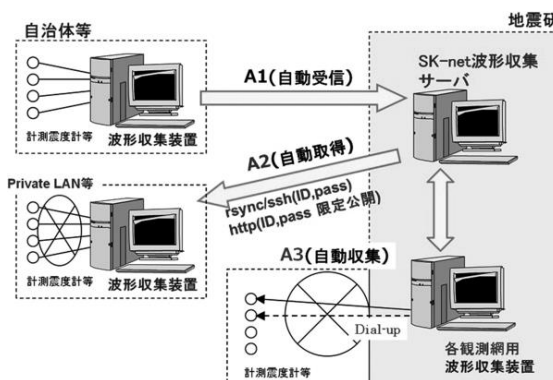 地震研
自治体等
SK-net波形収集
サーバ
A1(自動受信)
計測震度計等
波形収集装置
A2(自動取得)
rsync/ssh(ID,pass)
http(ID,pass 限定公開)
Private LAN等
計測震度計等
波形収集装置
A3(自動収集)
Dial-up
計測震度計等
各観測網用
波形収集装置